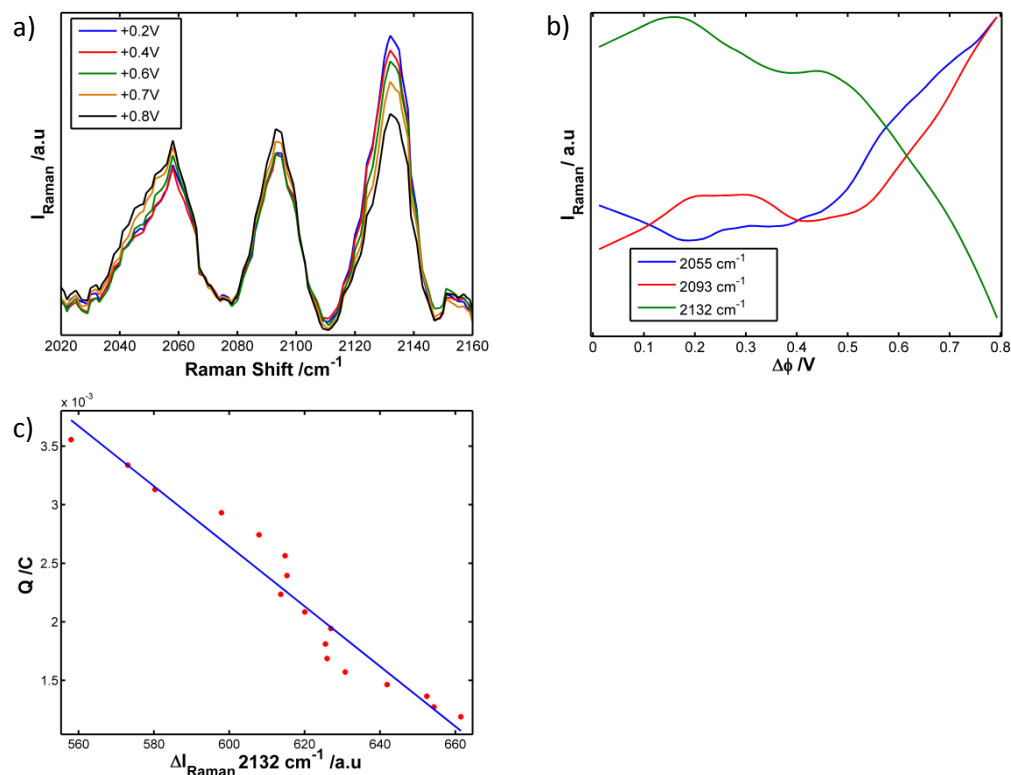 a)
+0.2V
+0.4V
+0.6V
+0.7V
+0.8V
I_Raman /a.u
2020 2040 2060 2080 2100 2120 2140 2160
Raman Shift /cm⁻¹
b)
I_Raman/ a.u
2055 cm⁻¹
2093 cm⁻¹
2132 cm⁻¹
0 0.1 0.2 0.3 0.4 0.5 0.6 0.7 0.8
Δϕ /V
c)
x 10⁻³
3.5
3
2.5
2
1.5
Q /C
560 580 600 620 640 660
ΔI_Raman 2132 cm⁻¹ /a.u